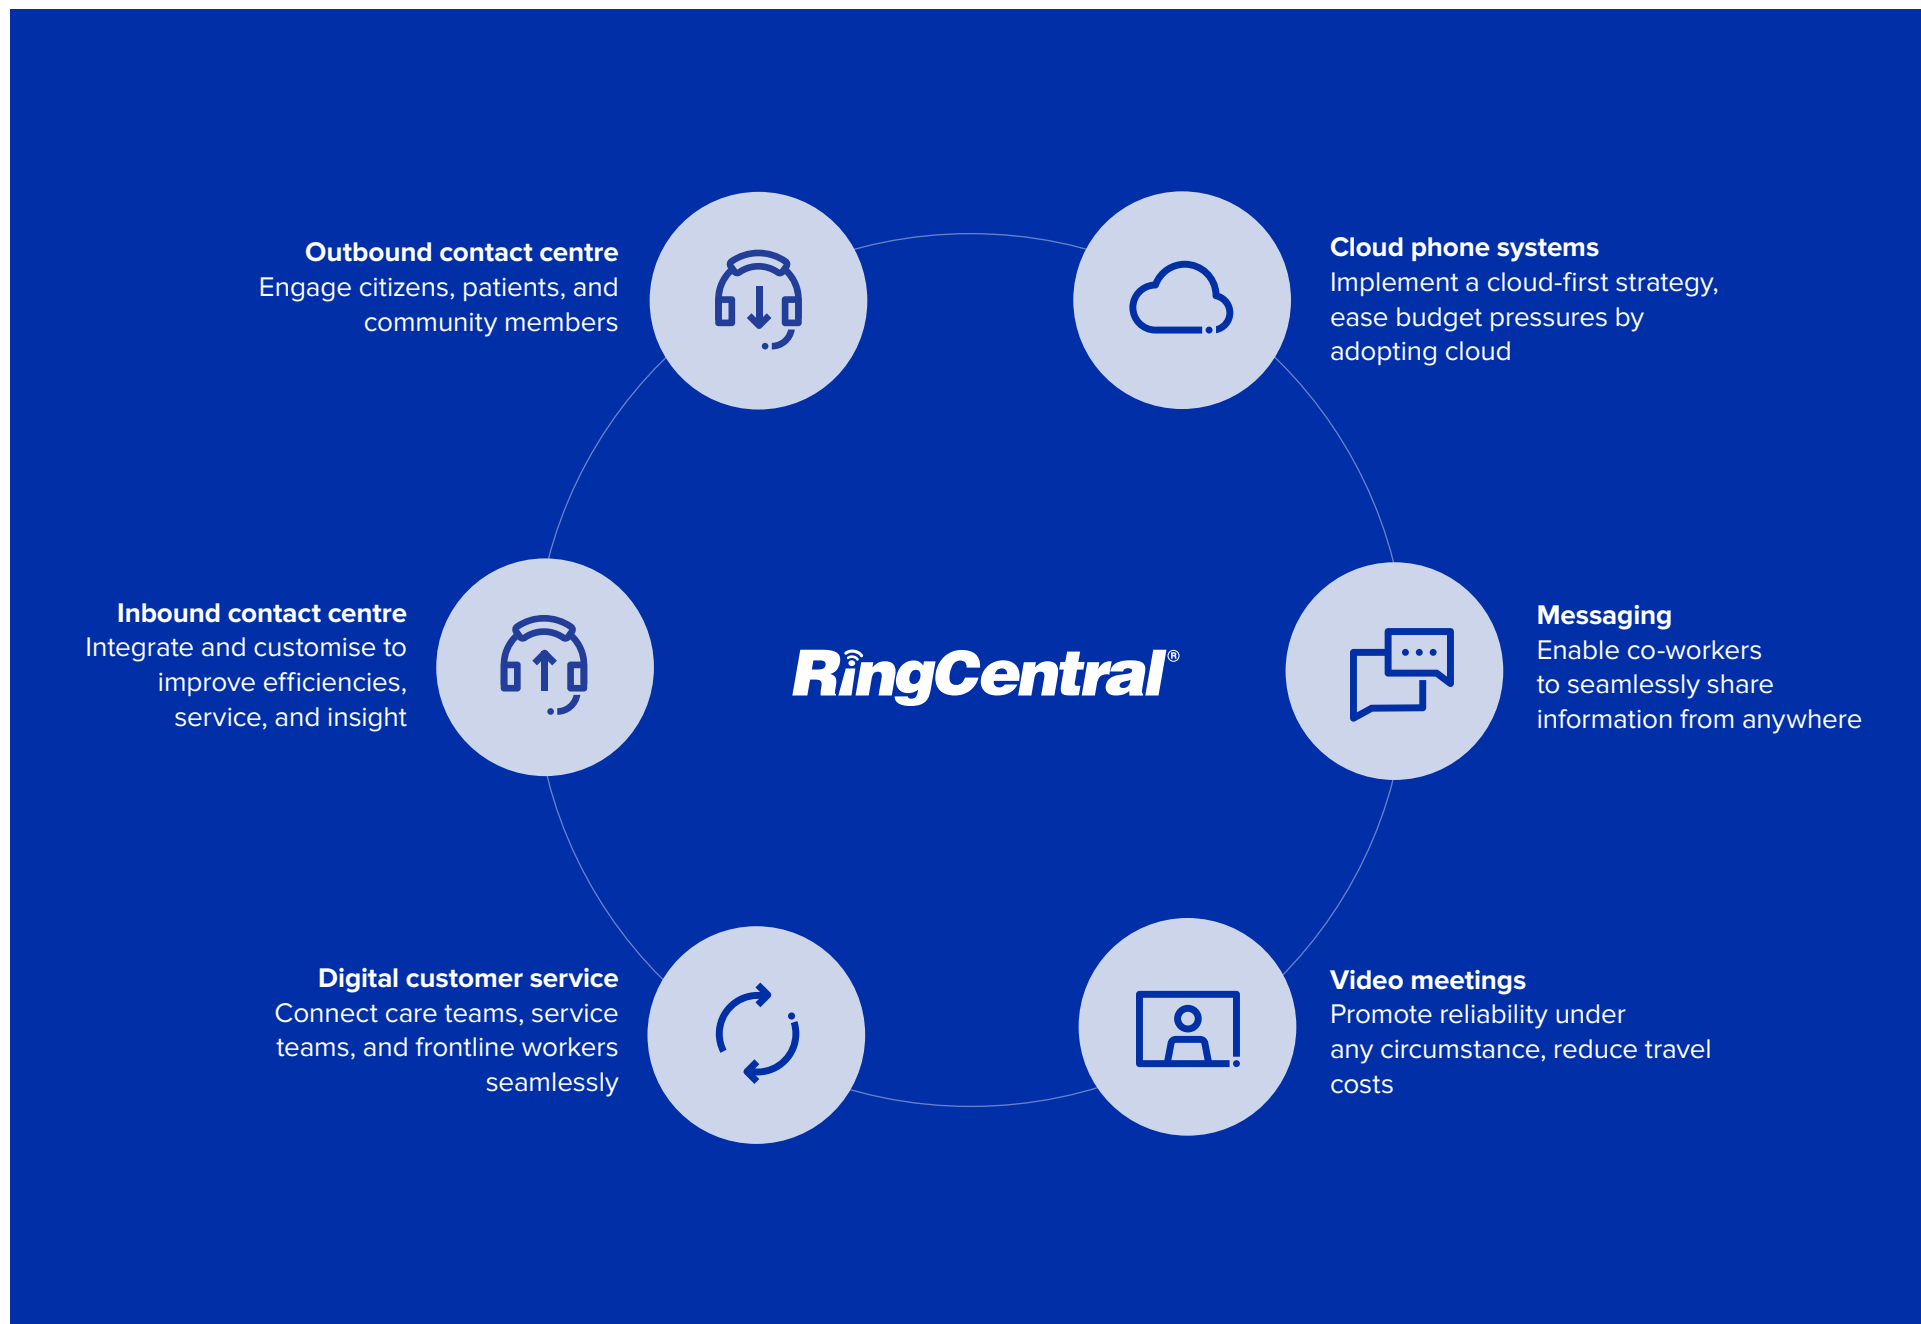 Outbound contact centre
Engage citizens, patients, and
community members
Cloud phone systems
Implement a cloud-first strategy,
ease budget pressures by
adopting cloud
Inbound contact centre
Integrate and customise to
improve efficiencies,
service, and insight
RingCentral®
Messaging
Enable co-workers
to seamlessly share
information from anywhere
Digital customer service
Connect care teams, service
teams, and frontline workers
seamlessly
Video meetings
Promote reliability under
any circumstance, reduce travel
costs